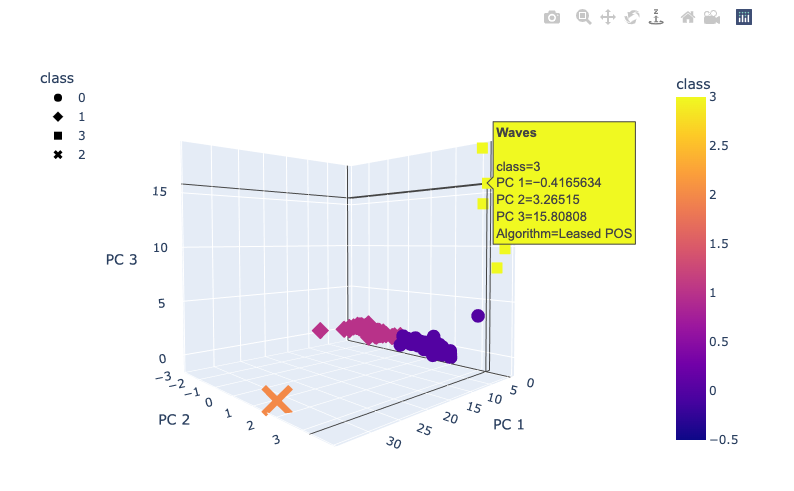 class
0
1
3
2
class
3
2.5
2
1.5
1
0.5
0
−0.5
Waves
class=3
PC 1=−0.4165634
PC 2=3.26515
PC 3=15.80808
Algorithm=Leased POS
15
10
5
0
PC 3
−3
−2
−1
0
1
2
3
PC 2
0
5
10
15
20
25
30
PC 1